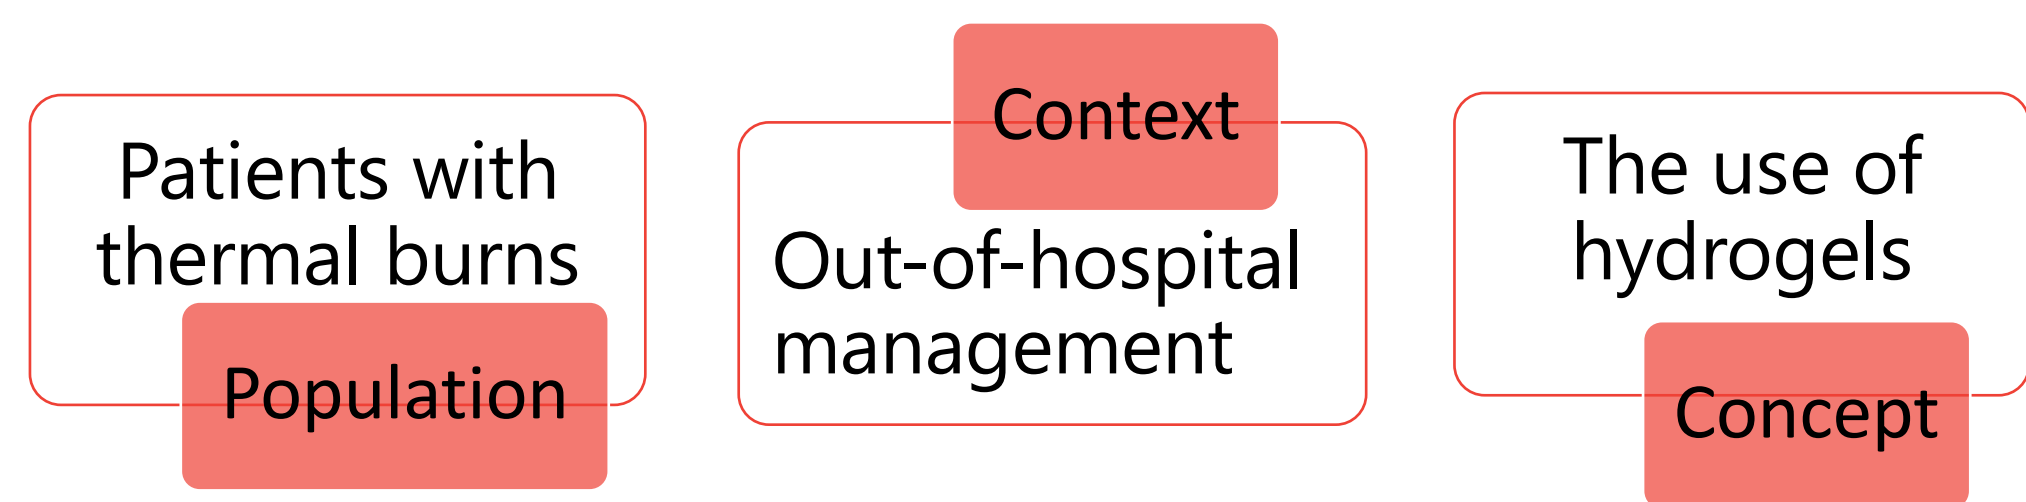 Patients with
thermal burns
Population
Context
Out-of-hospital
management
The use of
hydrogels
Concept